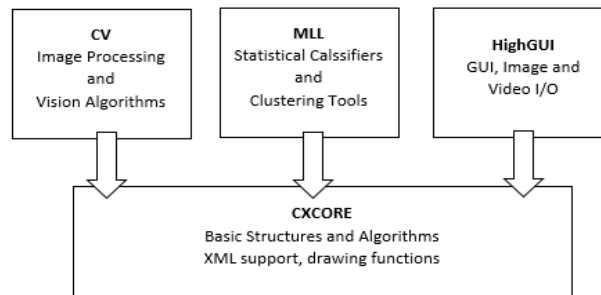 CV
Image Processing
and
Vision Algorithms
MLL
Statistical Calssifiers
and
Clustering Tools
HighGUI
GUI, Image and
Video I/O
CXCORE
Basic Structures and Algorithms
XML support, drawing functions